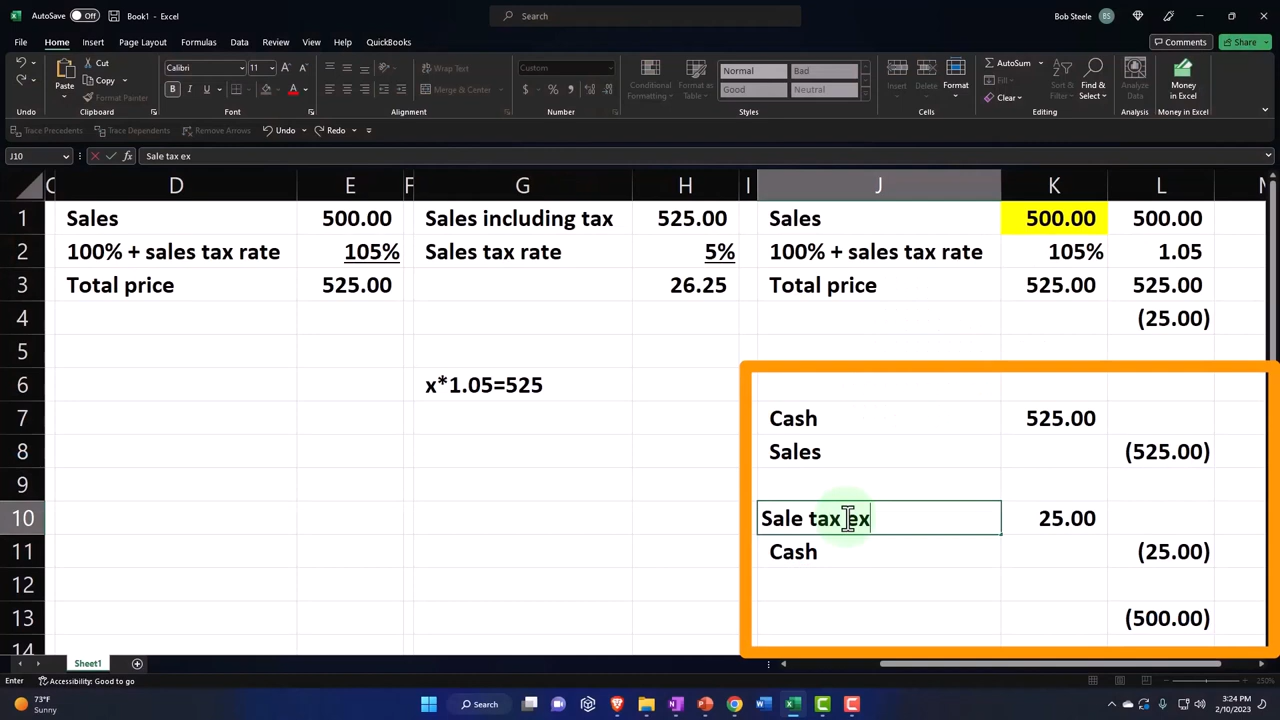 AutoSave Off Book1 - Excel Search Bob Steele BS
File Home Insert Page Layout Formulas Data Review View Help QuickBooks Comments Share
Cut Calibri 11 Wrap Text Custom Normal Bad AutoSum
Copy Good Neutral Fill
Paste Format Painter Merge & Center Conditional Formatting Format as Table Insert Delete Format Clear Sort & Filter Find & Select Analyze Data Money in Excel
Undo Clipboard Font Alignment Number Styles Cells Editing Analysis Money in Excel
Trace Precedents Trace Dependents Remove Arrows Undo Redo
J10 fx Sale tax ex
C D E F G H I J K L M
1 Sales 500.00 Sales including tax 525.00 Sales 500.00 500.00
2 100% + sales tax rate 105% Sales tax rate 5% 100% + sales tax rate 105% 1.05
3 Total price 525.00 26.25 Total price 525.00 525.00
4 (25.00)
5
6 x*1.05=525
7 Cash 525.00
8 Sales (525.00)
9
10 Sale tax ex 25.00
11 Cash (25.00)
12
13 (500.00)
14
Sheet1
Enter Accessibility: Good to go 250%
73°F
Sunny
Search
3:24 PM
2/10/2023